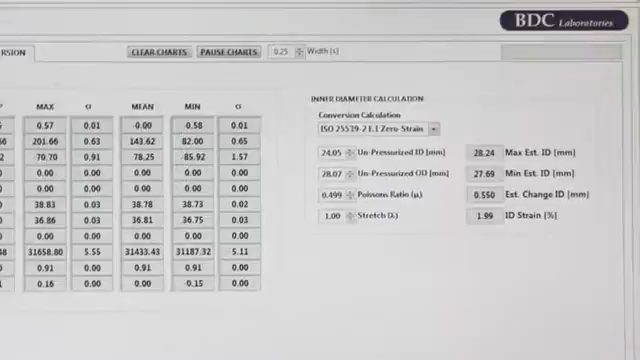 BDC Laboratories
RSION
CLEAR CHARTS PAUSE CHARTS 0.25 Width (s)
MAX σ MEAN MIN σ
0.57 0.01 -0.00 0.58 0.01
201.66 0.63 143.62 82.00 0.65
-70.70 0.91 78.25 -85.92 1.57
0.00 0.00 0.00 0.00 0.00
0.00 0.00 0.00 0.00 0.00
38.83 0.03 38.78 38.73 0.02
36.86 0.03 36.81 36.75 0.03
0.00 0.00 0.00 0.00 0.00
31658.80 5.55 31433.43 31187.32 5.11
0.91 0.00 0.91 0.91 0.00
0.16 0.00 0.00 -0.15 0.00
INNER DIAMETER CALCULATION
Conversion Calculation
ISO 25539-2 I.1 Zero-Strain
24.05 Un-Pressurized ID [mm] 28.24 Max Est. ID [mm]
28.07 Un-Pressurized OD [mm] 27.69 Min Est. ID [mm]
0.499 Poissons Ratio (μ) 0.550 Est. Change ID [mm]
1.00 Stretch (λ) 1.99 ID Strain [%]